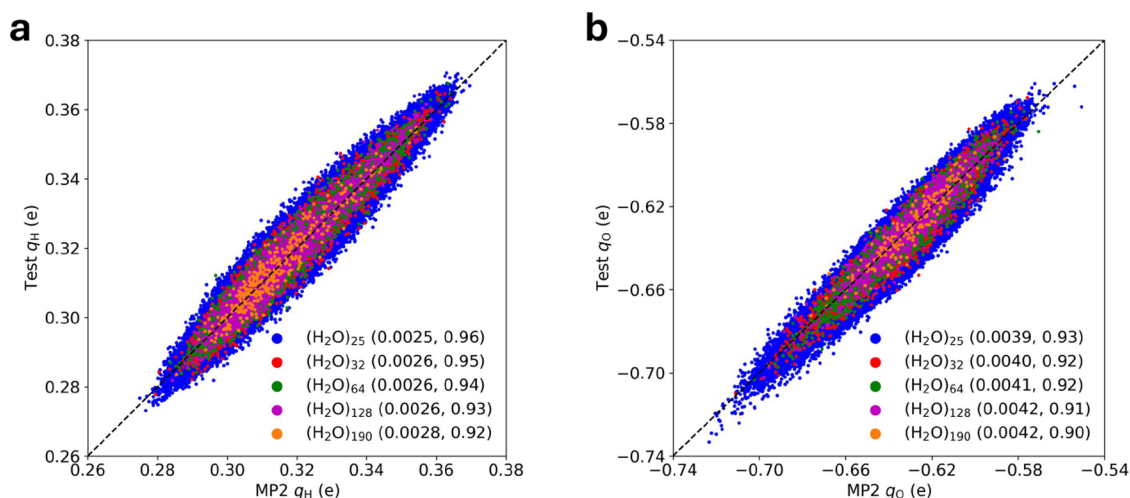 a
0.38
0.36
0.34
0.32
0.30
0.28
0.26
Test qH (e)
(H2O)25 (0.0025, 0.96)
(H2O)32 (0.0026, 0.95)
(H2O)64 (0.0026, 0.94)
(H2O)128 (0.0026, 0.93)
(H2O)190 (0.0028, 0.92)
0.26 0.28 0.30 0.32 0.34 0.36 0.38
MP2 qH (e)
b
−0.54
−0.58
−0.62
−0.66
−0.70
−0.74
Test qO (e)
(H2O)25 (0.0039, 0.93)
(H2O)32 (0.0040, 0.92)
(H2O)64 (0.0041, 0.92)
(H2O)128 (0.0042, 0.91)
(H2O)190 (0.0042, 0.90)
−0.74 −0.70 −0.66 −0.62 −0.58 −0.54
MP2 qO (e)